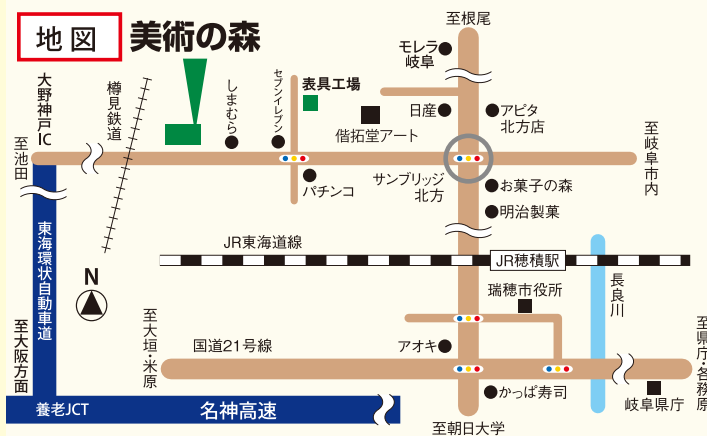 地図
美術の森
至根尾
モレラ
岐阜
大野神戸IC
樽見鉄道
しまむら
セブンイレブン
表具工場
偕拓堂アート
日産
アピタ
北方店
至池田
至岐阜市内
パチンコ
サンブリッジ
北方
お菓子の森
明治製菓
東海環状自動車道
JR東海道線
JR穂積駅
N
瑞穂市役所
長良川
至大阪方面
至大垣・米原
国道21号線
アオキ
至県庁・各務原
かっぱ寿司
岐阜県庁
養老JCT
名神高速
至朝日大学